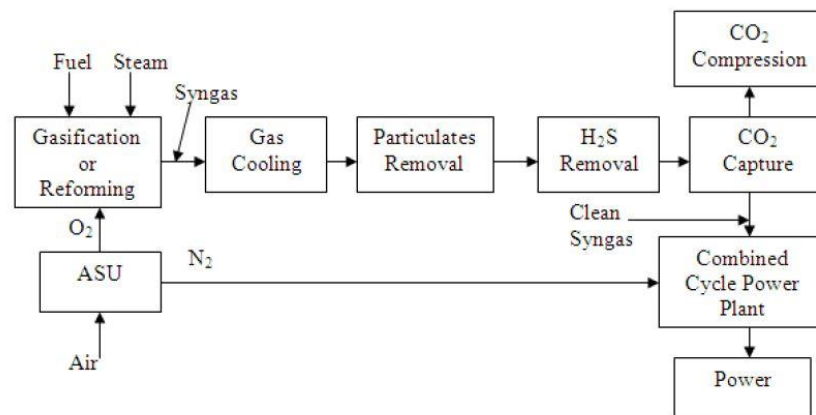 CO₂
Compression
Fuel
Steam
Syngas
Gasification
or
Reforming
Gas
Cooling
Particulates
Removal
H₂S
Removal
CO₂
Capture
O₂
Clean
Syngas
ASU
N₂
Combined
Cycle Power
Plant
Air
Power